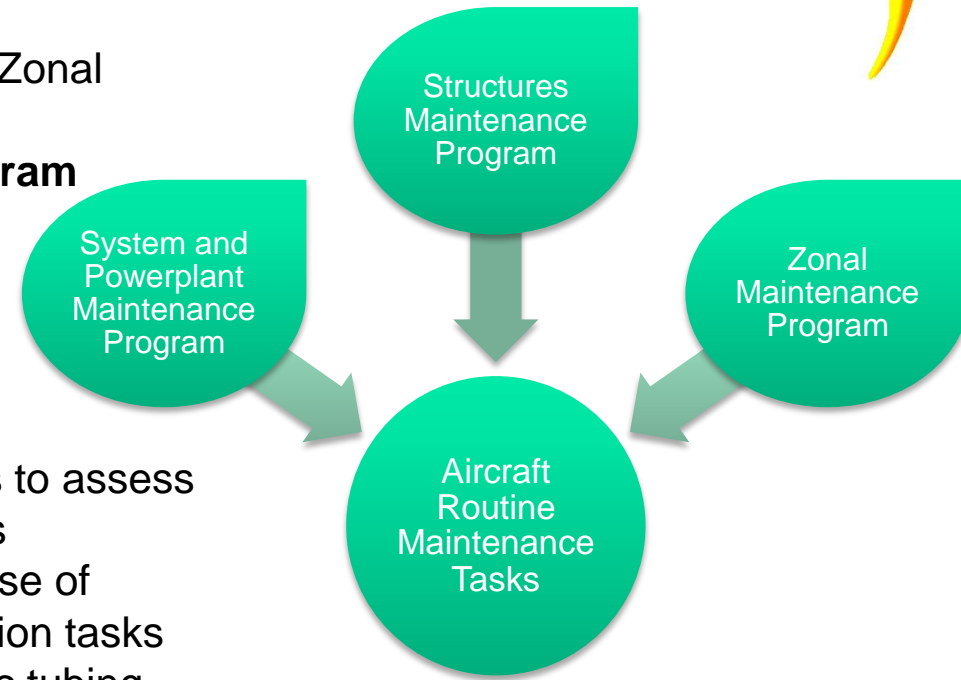 Zonal
ram
s to assess
s
se of
ion tasks
c tubing
Structures
Maintenance
Program
System and
Powerplant
Maintenance
Program
Zonal
Maintenance
Program
Aircraft
Routine
Maintenance
Tasks